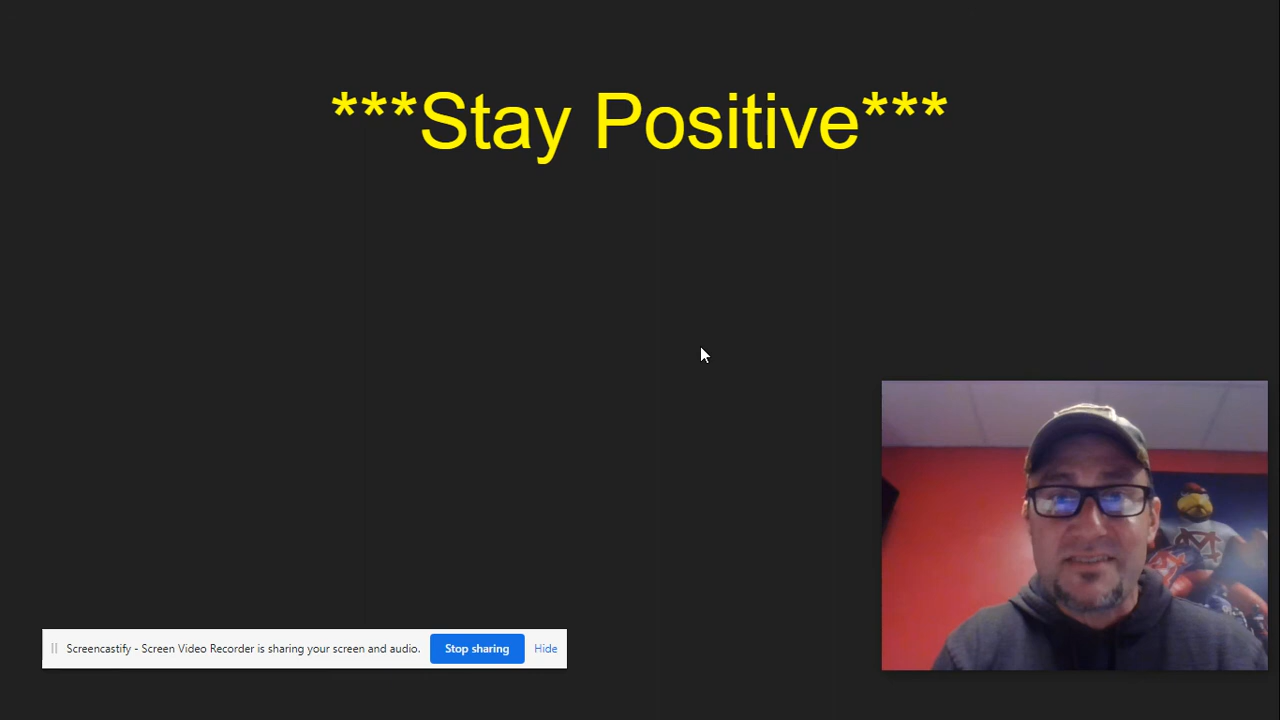 ***Stay Positive***
Screencastify - Screen Video Recorder is sharing your screen and audio.
Stop sharing
Hide
M